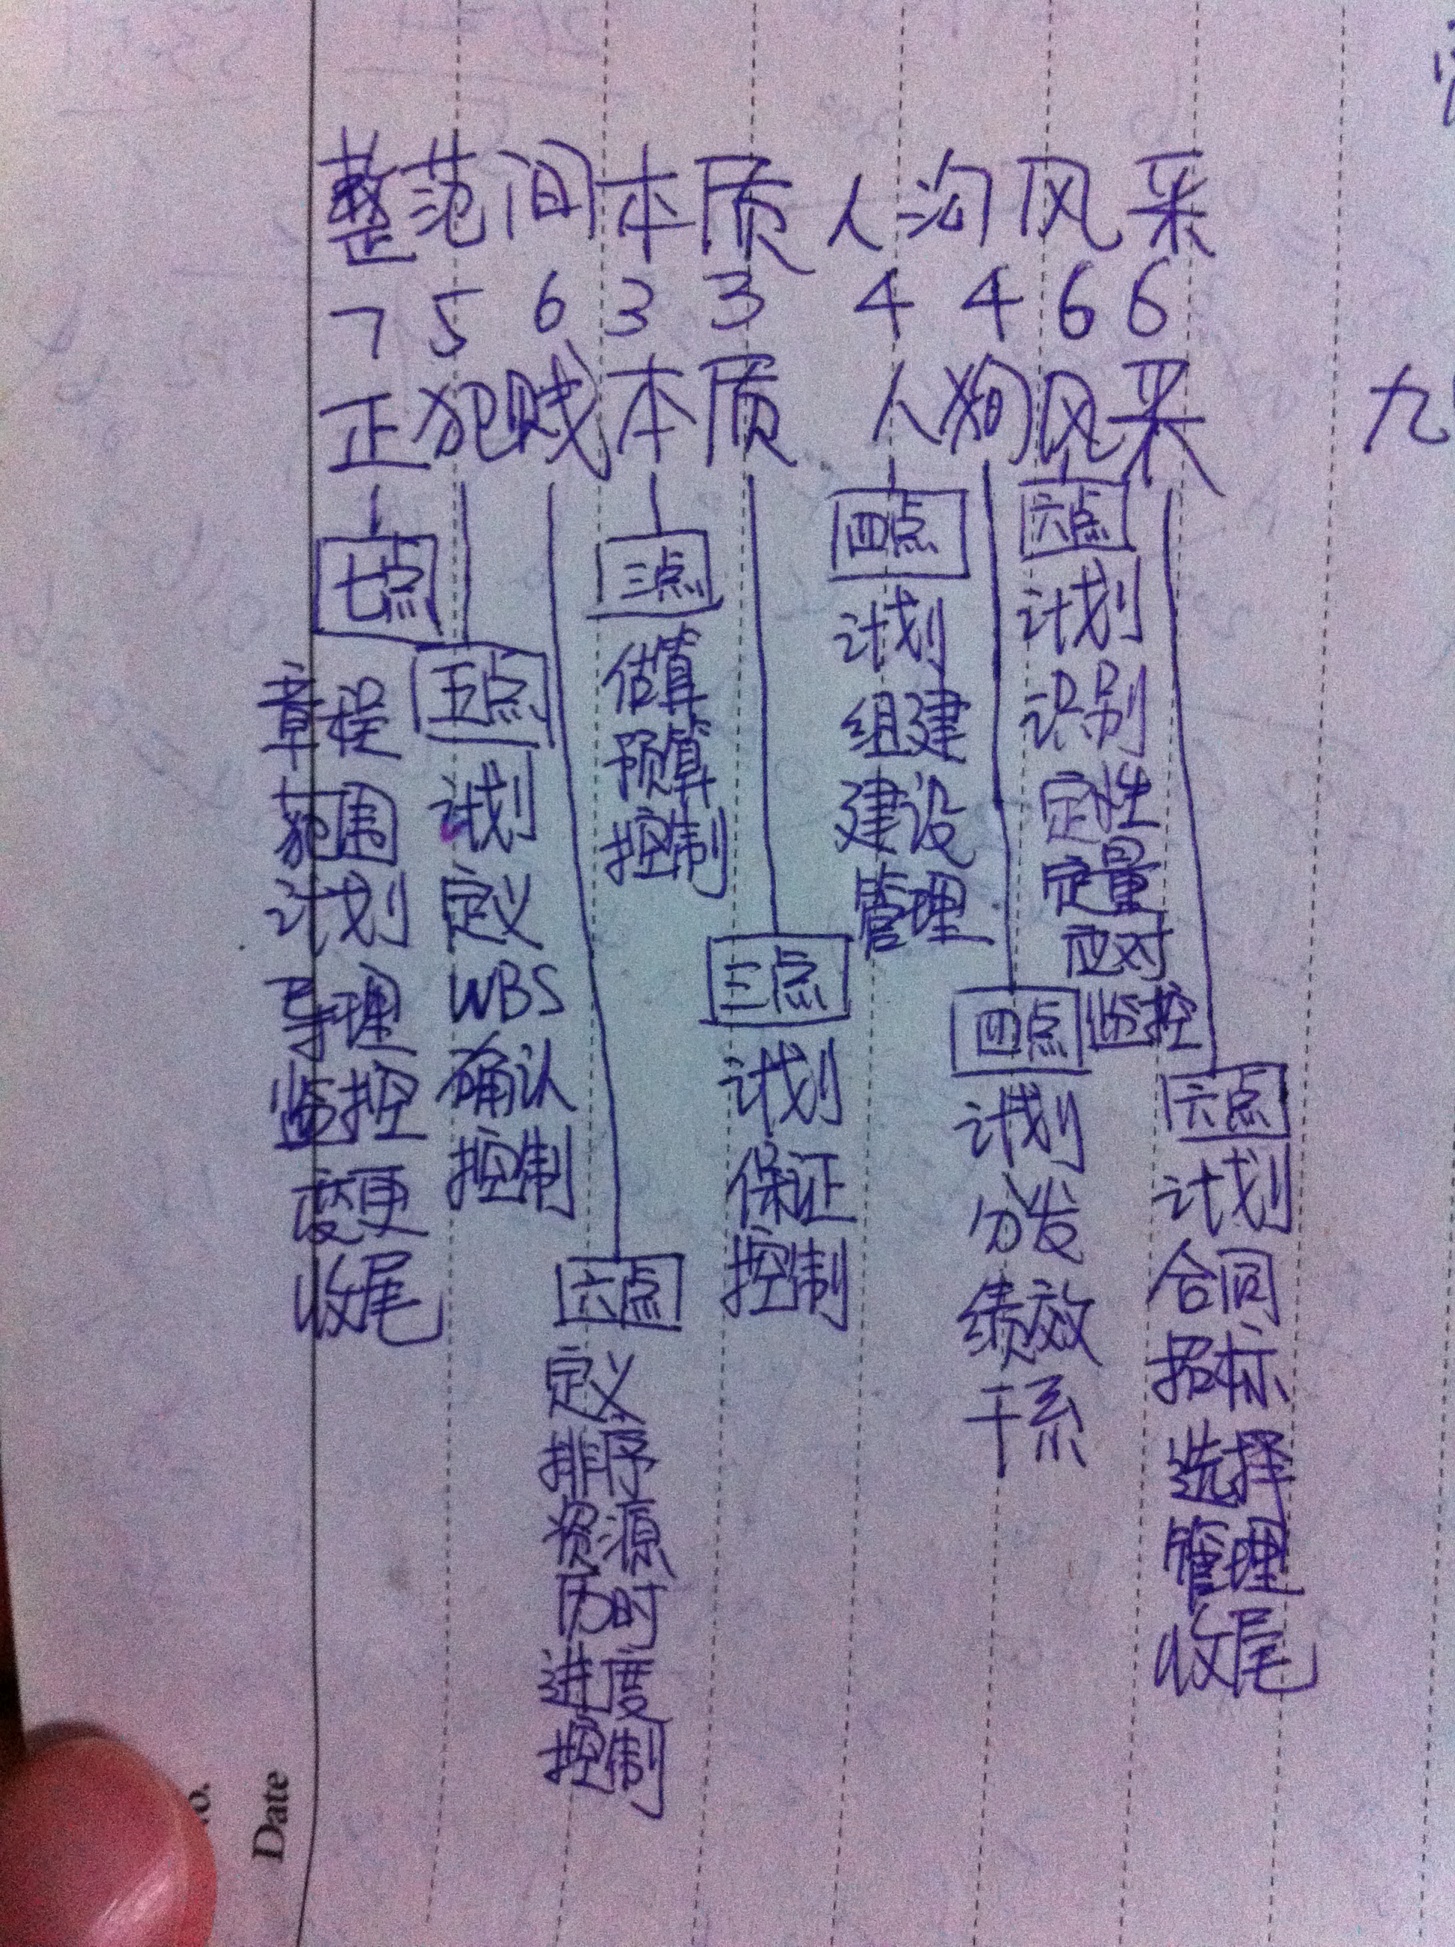 整范间本质人沟风采
7 5 6 3 3 4 4 6 6
正犯贱本质 人狗风采
九
七点
章程
范围
计划
导理
监控
变更
收尾
五点
计划
定义
WBS
确认
控制
六点
定义
排序
资源
历时
进度
控制
三点
估算
预算
控制
三点
计划
保证
控制
四点
计划
组建
建设
管理
四点
计划
分发
绩效
干系
六点
计划
识别
定性
定量
应对
监控
六点
计划
合同
招标
选择
管理
收尾
Date